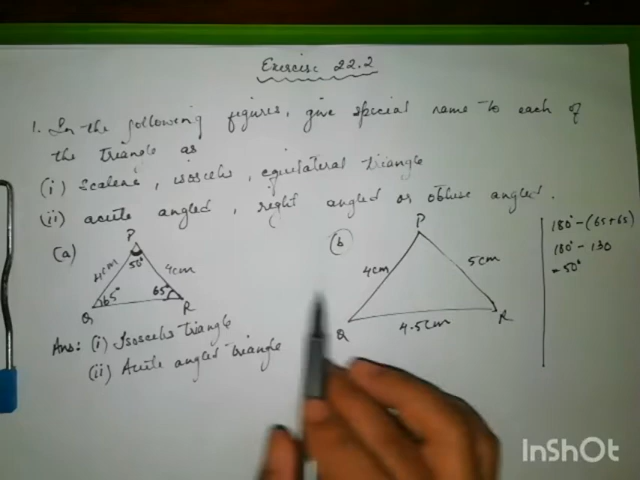 Exercise 22.2
1. In the following figures, give special name to each of
the triangle as
(i) Scalene, isosceles, equilateral triangle
(ii) acute angled, right angled or obtuse angled.
(a)
P
50°
4cm
4cm
65°
65°
Q
R
Ans: (i) Isosceles triangle
(ii) Acute angled triangle
(b)
P
4cm
5cm
Q
4.5cm
R
180° - (65+65)
180° - 130
= 50°
InShOt